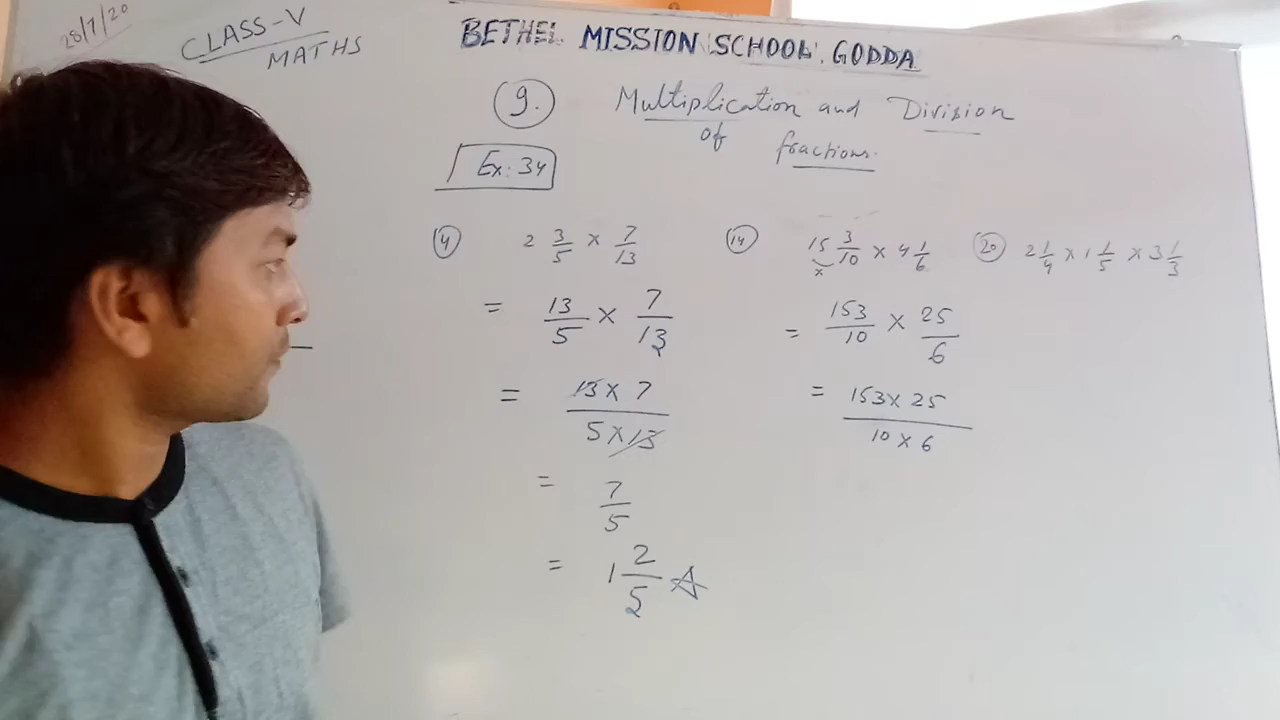 28/7/20
CLASS-V
MATHS
BETHEL MISSION SCHOOL, GODDA
9. Multiplication and Division
of fractions.
Ex: 34
4 2 3/5 x 7/13
= 13/5 x 7/13
= 13 x 7 / 5 x 13
= 7/5
= 1 2/5
14 15 3/10 x 4 1/6
x
= 153/10 x 25/6
= 153 x 25 / 10 x 6
20 2 1/4 x 1 1/5 x 3 1/3